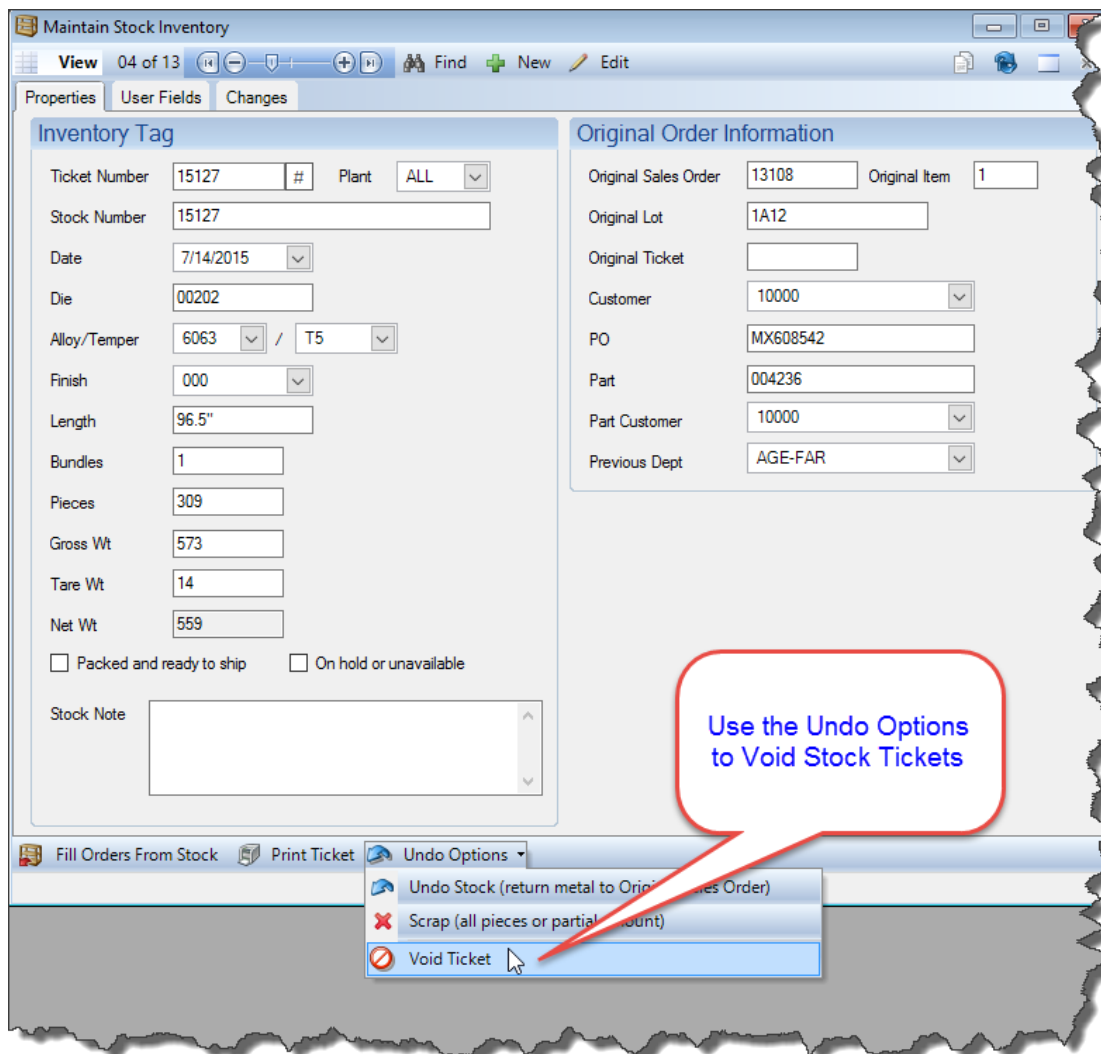 Maintain Stock Inventory
View 04 of 13 Find New Edit
Properties User Fields Changes
Inventory Tag
Ticket Number 15127 # Plant ALL
Stock Number 15127
Date 7/14/2015
Die 00202
Alloy/Temper 6063 / T5
Finish 000
Length 96.5"
Bundles 1
Pieces 309
Gross Wt 573
Tare Wt 14
Net Wt 559
Packed and ready to ship On hold or unavailable
Stock Note
Original Order Information
Original Sales Order 13108 Original Item 1
Original Lot 1A12
Original Ticket
Customer 10000
PO MX608542
Part 004236
Part Customer 10000
Previous Dept AGE-FAR
Use the Undo Options
to Void Stock Tickets
Fill Orders From Stock Print Ticket Undo Options
Undo Stock (return metal to Order)
Scrap (all pieces or partial
Void Ticket